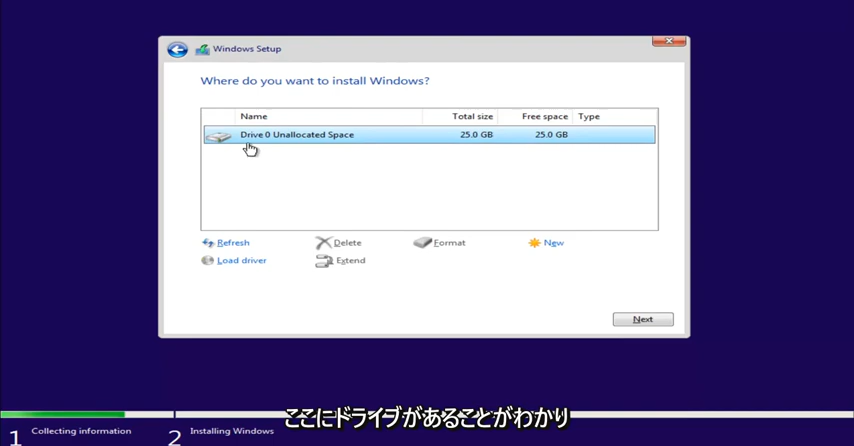 Windows Setup
Where do you want to install Windows?
Name Total size Free space Type
Drive 0 Unallocated Space 25.0 GB 25.0 GB
Refresh Delete Format New
Load driver Extend
Next
ここにドライブがあることがわかり
1 Collecting information 2 Installing Windows